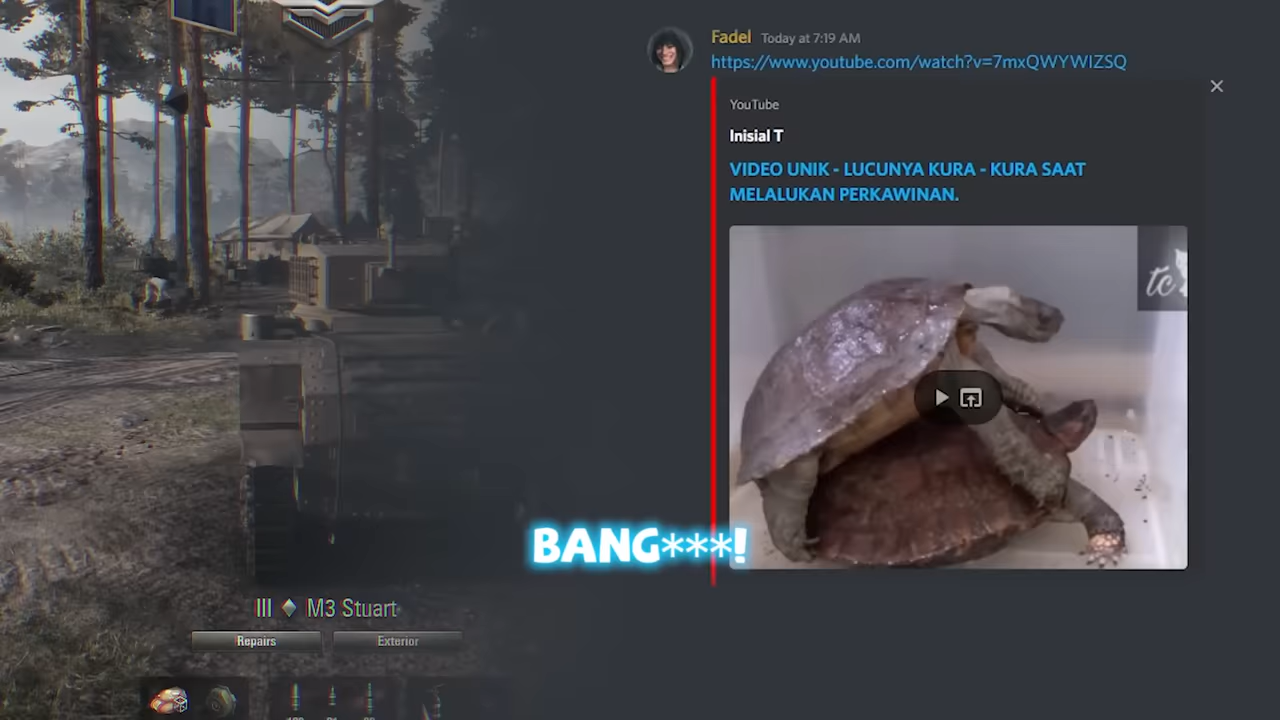 Fadel Today at 7:19 AM
https://www.youtube.com/watch?v=7mxQWYWIZSQ
YouTube
Inisial T
VIDEO UNIK - LUCUNYA KURA - KURA SAAT
MELALUKAN PERKAWINAN.
tc
BANG***!
III M3 Stuart
Repairs Exterior